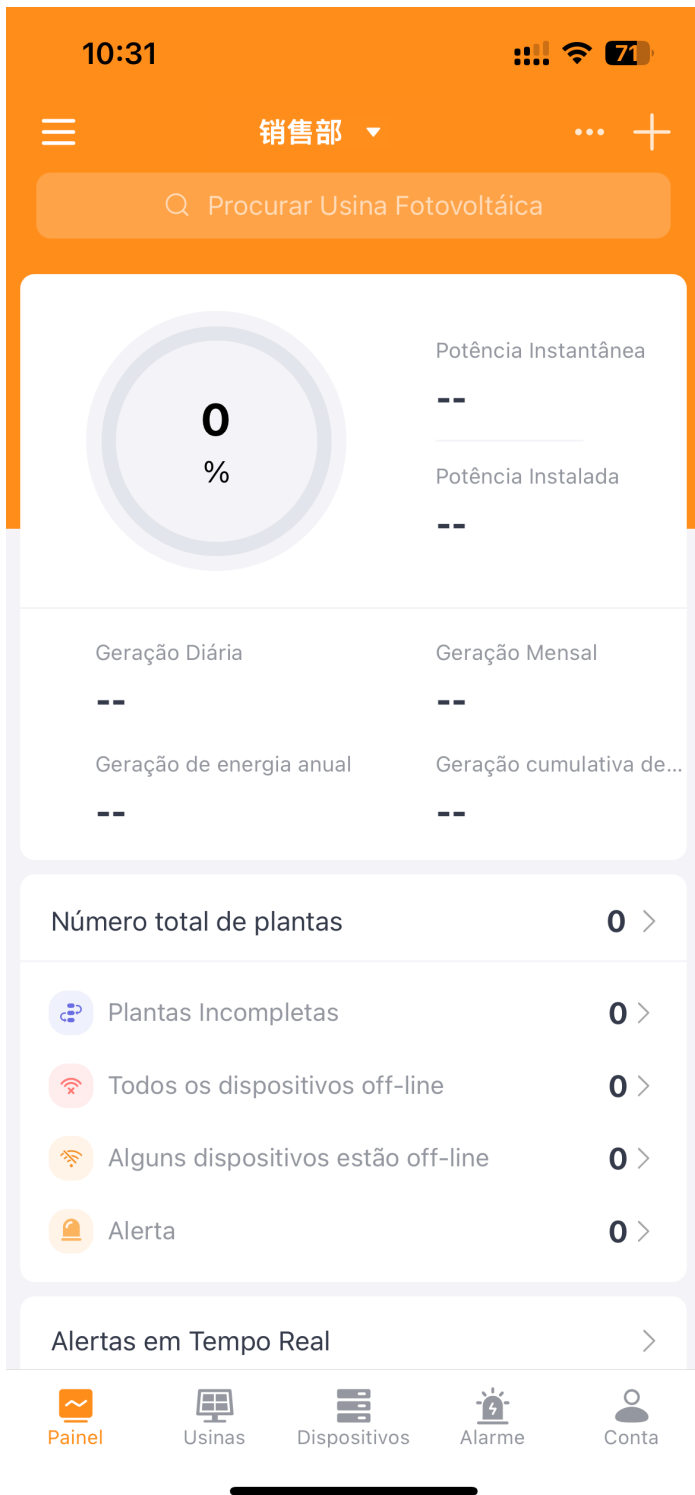 10:31
71
销售部
Procurar Usina Fotovoltáica
0
%
Potência Instantânea
--
Potência Instalada
--
Geração Diária
Geração Mensal
--
--
Geração de energia anual
Geração cumulativa de...
--
--
Número total de plantas
0
Plantas Incompletas
0
Todos os dispositivos off-line
0
Alguns dispositivos estão off-line
0
Alerta
0
Alertas em Tempo Real
Painel
Usinas
Dispositivos
Alarme
Conta